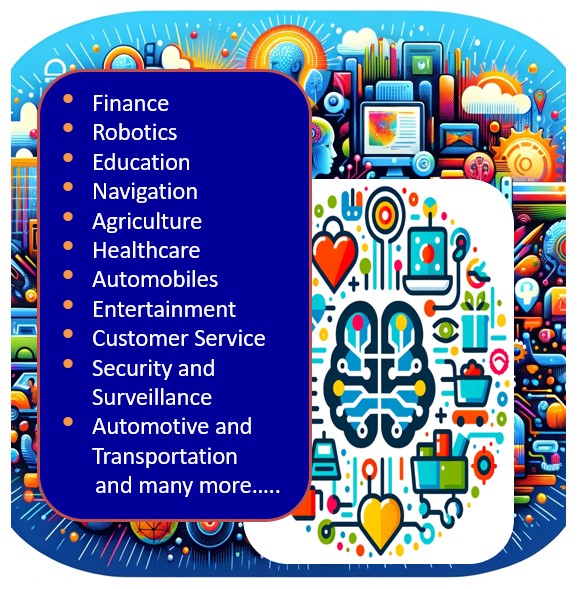 Finance
Robotics
Education
Navigation
Agriculture
Healthcare
Automobiles
Entertainment
Customer Service
Security and
Surveillance
Automotive and
Transportation
and many more.....